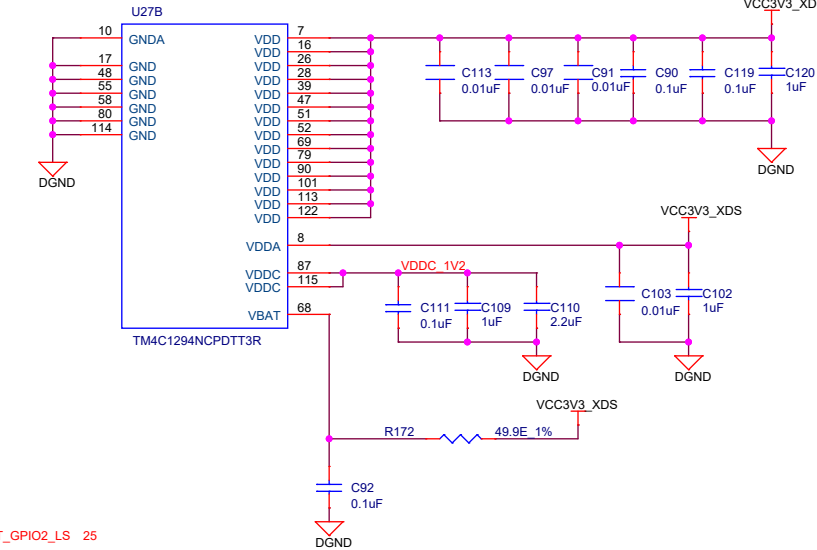 U27B
VCC3V3_XD
10 GNDA VDD 7
VDD 16
17 GND VDD 26
48 GND VDD 28
55 GND VDD 39
58 GND VDD 47
80 GND VDD 51
114 GND VDD 52
VDD 69
VDD 79
VDD 90
VDD 101
VDD 113
VDD 122
C113 C97 C91 C90 C119 C120
0.01uF 0.01uF 0.01uF 0.1uF 0.1uF 1uF
DGND
DGND
VCC3V3_XDS
VDDA 8
VDDC 87 VDDC_1V2
VDDC 115
VBAT 68
C111 C109 C110 C103 C102
0.1uF 1uF 2.2uF 0.01uF 1uF
TM4C1294NCPDTT3R
DGND DGND
VCC3V3_XDS
R172 49.9E_1%
C92
0.1uF
T_GPIO2_LS 25
DGND